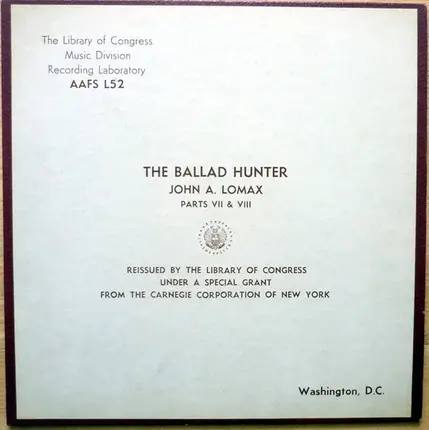 The Library of Congress
Music Division
Recording Laboratory
AAFS L52
THE BALLAD HUNTER
JOHN A. LOMAX
PARTS VII & VIII
REISSUED BY THE LIBRARY OF CONGRESS
UNDER A SPECIAL GRANT
FROM THE CARNEGIE CORPORATION OF NEW YORK
Washington, D.C.